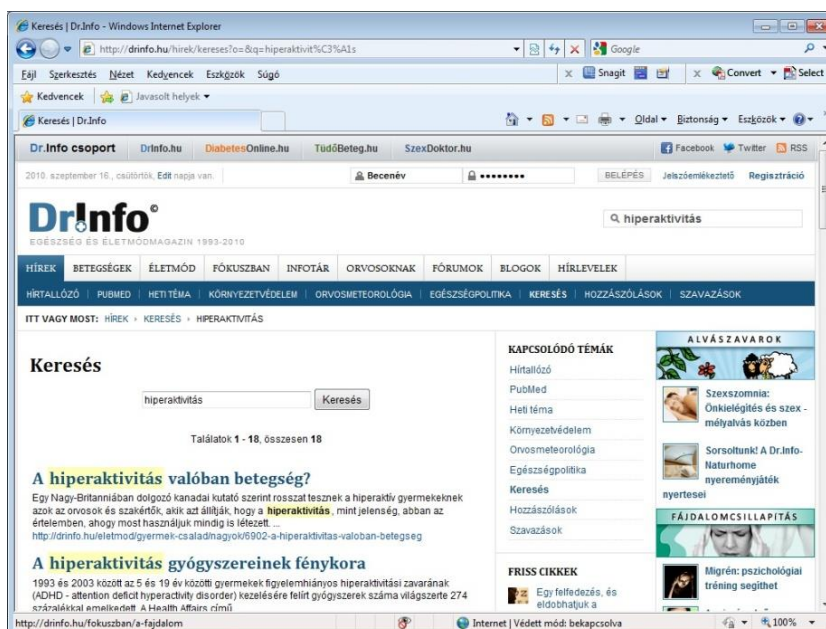 Keresés | Dr.Info - Windows Internet Explorer
http://drinfo.hu/hirek/kereses?o=&q=hiperaktivit%C3%A1s
Google
Fájl Szerkesztés Nézet Kedvencek Eszközök Súgó
x Snagit x Convert Select
Kedvencek Javasolt helyek
Keresés | Dr.Info
Oldal Biztonság Eszközök
Dr.Info csoport DrInfo.hu DiabetesOnline.hu TüdőBeteg.hu SzexDoktor.hu Facebook Twitter RSS
2010. szeptember 16., csütörtök, Edit napja van. Becenév BELÉPÉS Jelszóemlékeztető Regisztráció
Dr.Info©
EGÉSZSÉG ÉS ÉLETMÓDMAGAZIN 1993-2010
hiperaktivitás
HÍREK BETEGSÉGEK ÉLETMÓD FÓKUSZBAN INFOTÁR ORVOSOKNAK FÓRUMOK BLOGOK HÍRLEVELEK
HÍRTALLÓZÓ | PUBMED | HETI TÉMA | KÖRNYEZETVÉDELEM | ORVOSMETEOROLÓGIA | EGÉSZSÉGPOLITIKA | KERESÉS | HOZZÁSZÓLÁSOK | SZAVAZÁSOK
ITT VAGY MOST: HÍREK › KERESÉS › HIPERAKTIVITÁS
Keresés
hiperaktivitás Keresés
Találatok 1 - 18, összesen 18
A hiperaktivitás valóban betegség?
Egy Nagy-Britanniában dolgozó kanadai kutató szerint rosszat tesznek a hiperaktív gyermekeknek
azok az orvosok és szakértők, akik azt állítják, hogy a hiperaktivitás, mint jelenség, abban az
értelemben, ahogy most használjuk mindig is létezett. ...
http://drinfo.hu/eletmod/gyermek-csalad/nagyok/6902-a-hiperaktivitas-valoban-betegseg
A hiperaktivitás gyógyszereinek fénykora
1993 és 2003 között az 5 és 19 év közötti gyermekek figyelemhiányos hiperaktivitási zavarának
(ADHD - attention deficit hyperactivity disorder) kezelésére felírt gyógyszerek száma világszerte 274
százalékkal emelkedett. A Health Affairs című
KAPCSOLÓDÓ TÉMÁK
Hírtallózó
PubMed
Heti téma
Környezetvédelem
Orvosmeteorológia
Egészségpolitika
Keresés
Hozzászólások
Szavazások
FRISS CIKKEK
Egy felfedezés, és
eldobhatjuk a
ALVÁSZAVAROK
Szexszomnia:
Önkielégítés és szex -
mélyalvás közben
Sorsoltunk! A Dr.Info-
Naturhome
nyereményjáték
nyertesei
FÁJDALOMCSILLAPÍTÁS
Migrén: pszichológiai
tréning segíthet
http://drinfo.hu/fokuszban/a-fajdalom Internet | Védett mód: bekapcsolva 100%